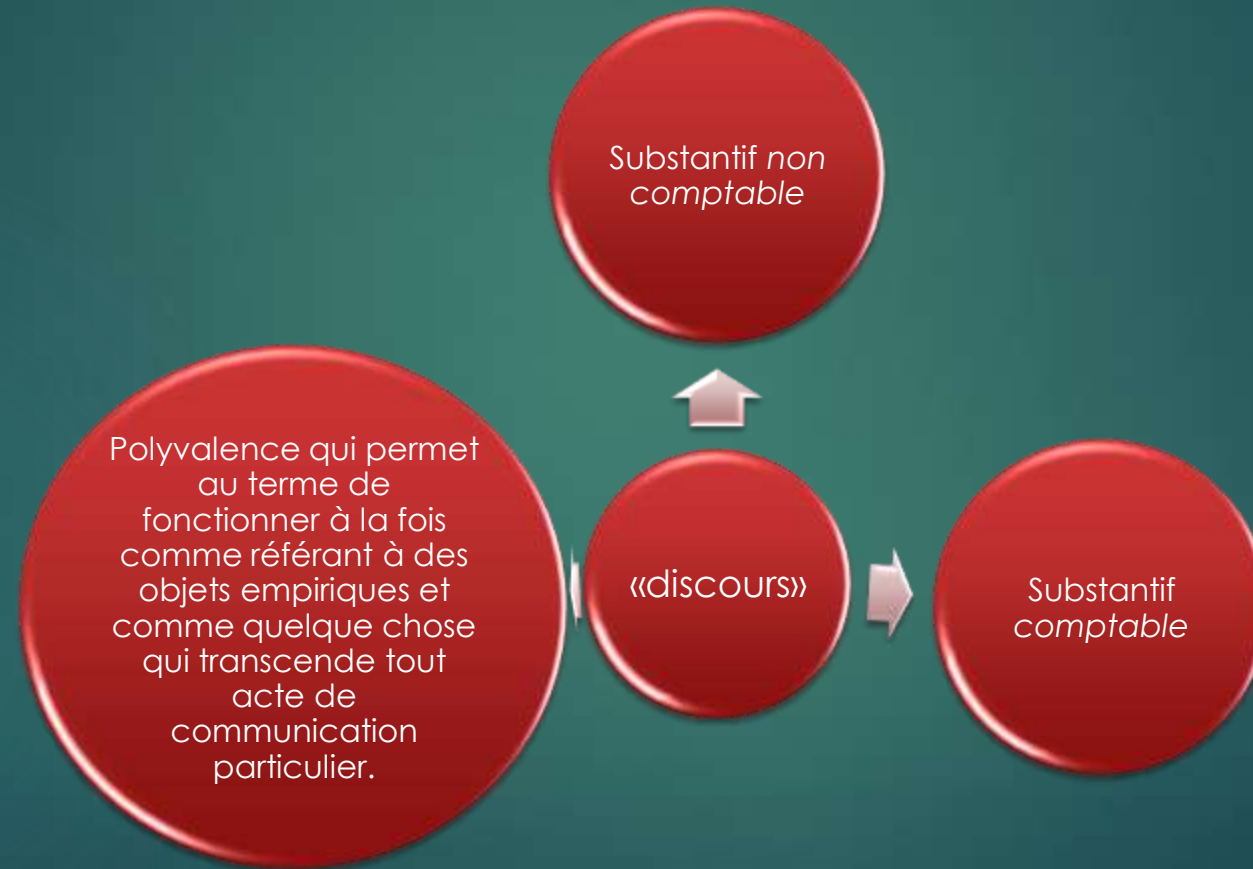 Substantif non
comptable
Polyvalence qui permet
au terme de
fonctionner à la fois
comme référant à des
objets empiriques et
comme quelque chose
qui transcende tout
acte de
communication
particulier.
«discours»
Substantif
comptable